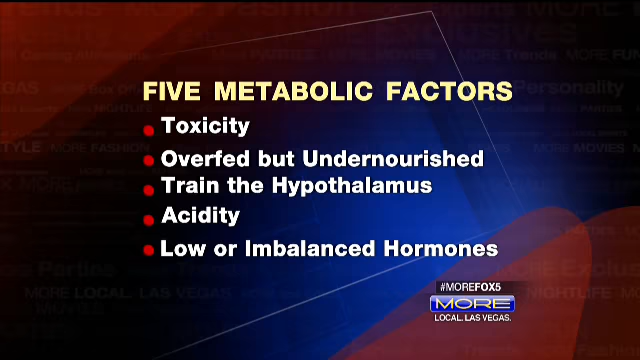 FIVE METABOLIC FACTORS
Toxicity
Overfed but Undernourished
Train the Hypothalamus
Acidity
Low or Imbalanced Hormones
#MOREFOX5
MORE
LOCAL. LAS VEGAS.